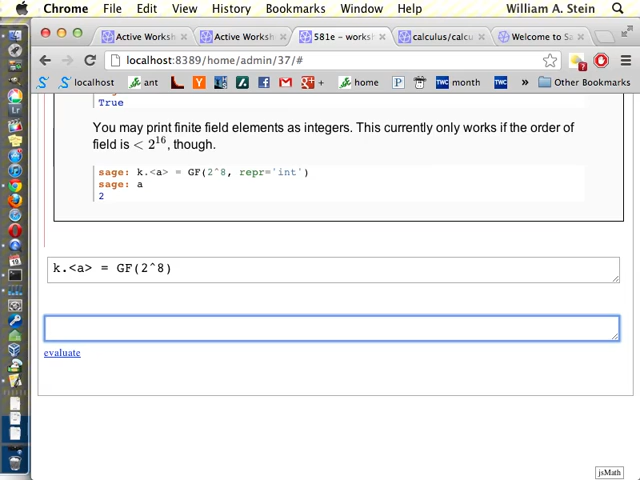 Chrome File Edit View History Bookmarks Window Help William A. Stein
Active Worksh Active Worksh 581e – worksh calculus/calcu Welcome to Sa
localhost:8389/home/admin/37/#
localhost ant Y g+ home P TWC month TWC » Other Bookmarks
True
You may print finite field elements as integers. This currently only works if the order of
field is < 2^16, though.
sage: k.<a> = GF(2^8, repr='int')
sage: a
2
k.<a> = GF(2^8)
evaluate
jsMath